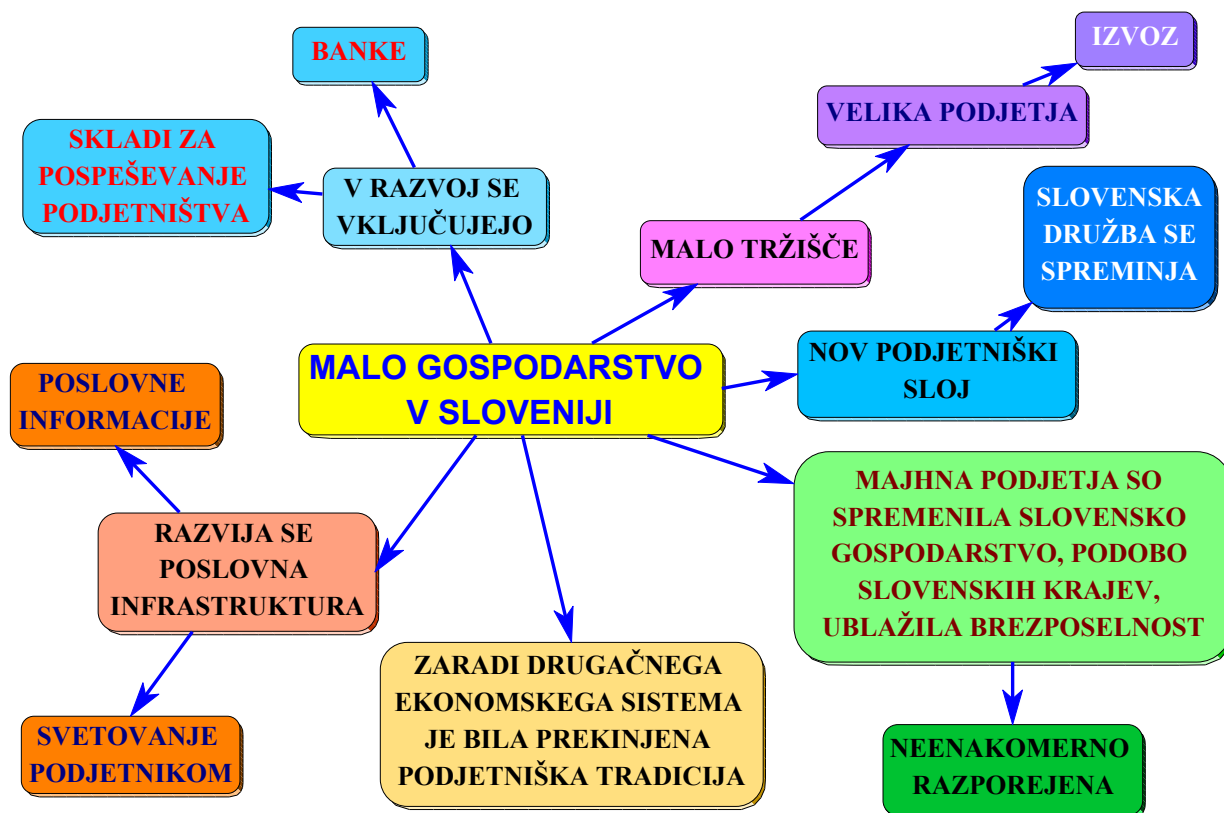 BANKE
SKLADI ZA
POSPEŠEVANJE
PODJETNIŠTVA
V RAZVOJ SE
VKLJUČUJEJO
IZVOZ
VELIKA PODJETJA
MALO TRŽIŠČE
SLOVENSKA
DRUŽBA SE
SPREMINJA
NOV PODJETNIŠKI
SLOJ
MALO GOSPODARSTVO
V SLOVENIJI
POSLOVNE
INFORMACIJE
RAZVIJA SE
POSLOVNA
INFRASTRUKTURA
SVETOVANJE
PODJETNIKOM
ZARADI DRUGAČNEGA
EKONOMSKEGA SISTEMA
JE BILA PREKINJENA
PODJETNIŠKA TRADICIJA
MAJHNA PODJETJA SO
SPREMENILA SLOVENSKO
GOSPODARSTVO, PODOBO
SLOVENSKIH KRAJEV,
UBLAŽILA BREZPOSELNOST
NEENAKOMERNO
RAZPOREJENA